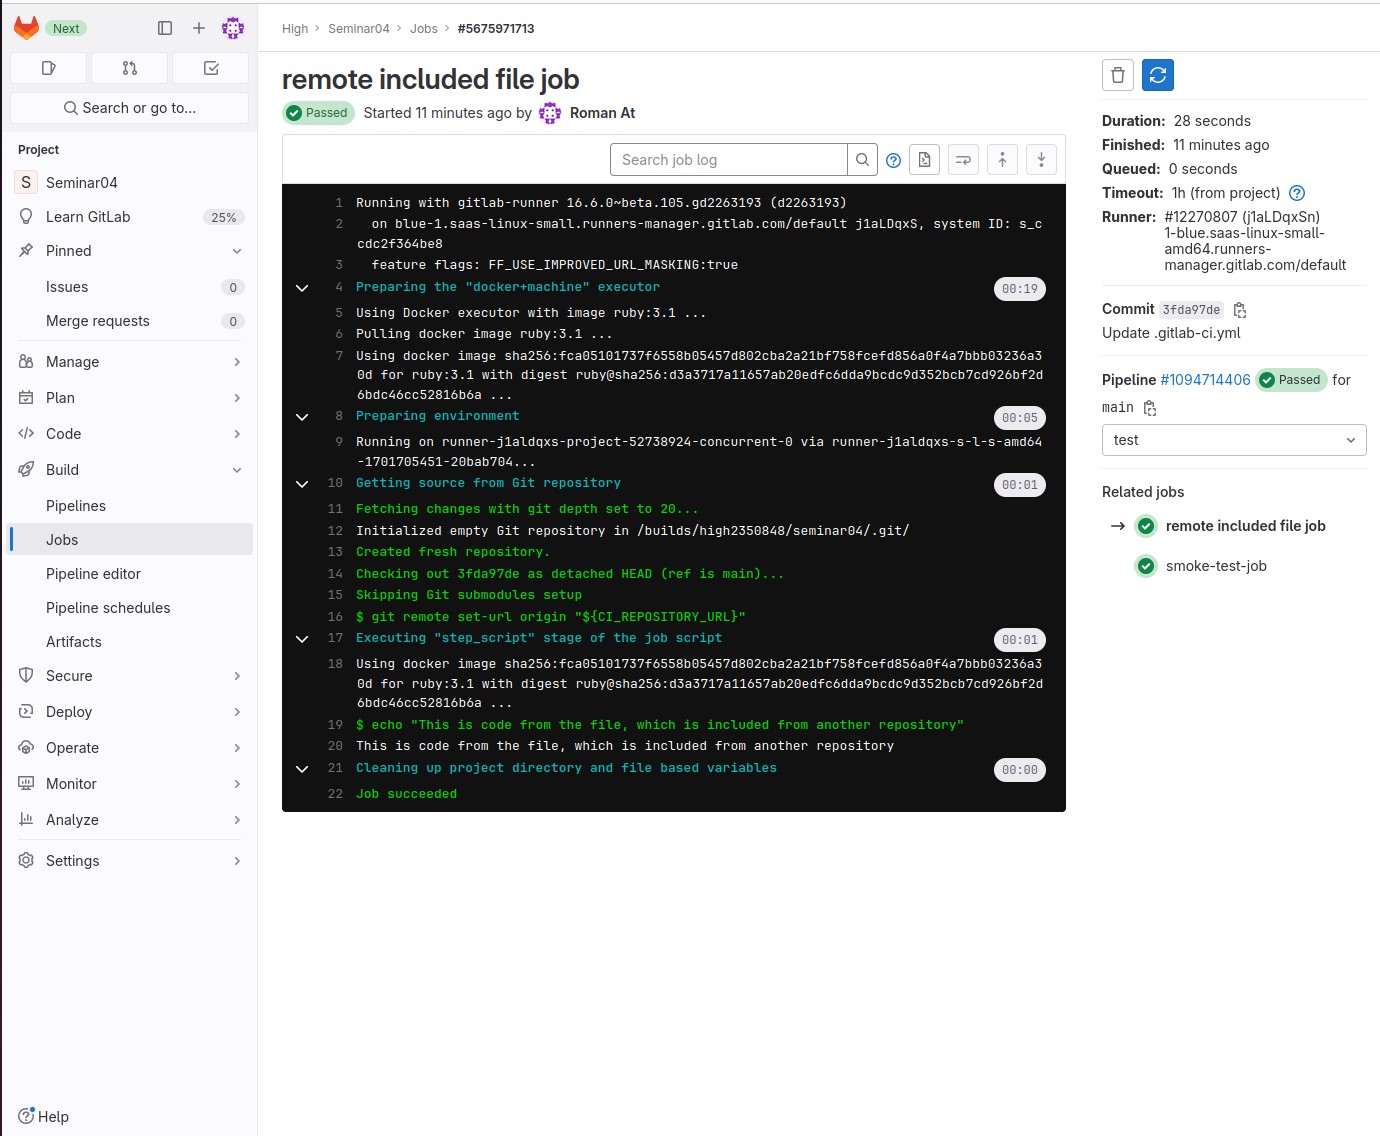 Next
Search or go to...
Project
S Seminar04
Learn GitLab 25%
Pinned
Issues 0
Merge requests 0
Manage
Plan
Code
Build
Pipelines
Jobs
Pipeline editor
Pipeline schedules
Artifacts
Secure
Deploy
Operate
Monitor
Analyze
Settings
Help
High › Seminar04 › Jobs › #5675971713
remote included file job
Passed Started 11 minutes ago by Roman At
Search job log
1 Running with gitlab-runner 16.6.0~beta.105.gd2263193 (d2263193)
2 on blue-1.saas-linux-small.runners-manager.gitlab.com/default j1aLDqxS, system ID: s_c
cdc2f364be8
3 feature flags: FF_USE_IMPROVED_URL_MASKING:true
4 Preparing the "docker+machine" executor 00:19
5 Using Docker executor with image ruby:3.1 ...
6 Pulling docker image ruby:3.1 ...
7 Using docker image sha256:fca05101737f6558b05457d802cba2a21bf758fcefd856a0f4a7bbb03236a3
0d for ruby:3.1 with digest ruby@sha256:d3a3717a11657ab20edfc6dda9bcdc9d352bcb7cd926bf2d
6bdc46cc52816b6a ...
8 Preparing environment 00:05
9 Running on runner-j1aldqxs-project-52738924-concurrent-0 via runner-j1aldqxs-s-l-s-amd64
-1701705451-20bab704...
10 Getting source from Git repository 00:01
11 Fetching changes with git depth set to 20...
12 Initialized empty Git repository in /builds/high2350848/seminar04/.git/
13 Created fresh repository.
14 Checking out 3fda97de as detached HEAD (ref is main)...
15 Skipping Git submodules setup
16 $ git remote set-url origin "${CI_REPOSITORY_URL}"
17 Executing "step_script" stage of the job script 00:01
18 Using docker image sha256:fca05101737f6558b05457d802cba2a21bf758fcefd856a0f4a7bbb03236a3
0d for ruby:3.1 with digest ruby@sha256:d3a3717a11657ab20edfc6dda9bcdc9d352bcb7cd926bf2d
6bdc46cc52816b6a ...
19 $ echo "This is code from the file, which is included from another repository"
20 This is code from the file, which is included from another repository
21 Cleaning up project directory and file based variables 00:00
22 Job succeeded
Duration: 28 seconds
Finished: 11 minutes ago
Queued: 0 seconds
Timeout: 1h (from project)
Runner: #12270807 (j1aLDqxSn)
1-blue.saas-linux-small-
amd64.runners-
manager.gitlab.com/default
Commit 3fda97de
Update .gitlab-ci.yml
Pipeline #1094714406 Passed for
main
test
Related jobs
→ remote included file job
smoke-test-job